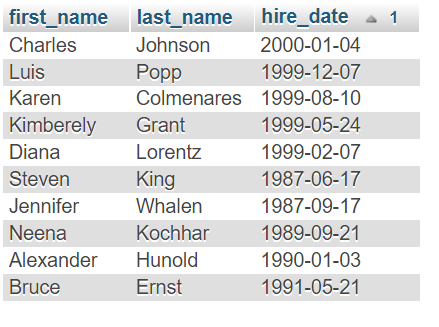 first_name last_name hire_date 1
Charles Johnson 2000-01-04
Luis Popp 1999-12-07
Karen Colmenares 1999-08-10
Kimberely Grant 1999-05-24
Diana Lorentz 1999-02-07
Steven King 1987-06-17
Jennifer Whalen 1987-09-17
Neena Kochhar 1989-09-21
Alexander Hunold 1990-01-03
Bruce Ernst 1991-05-21